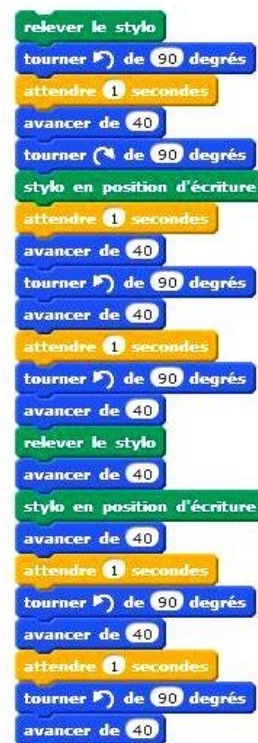 relever le stylo
tourner de 90 degrés
attendre 1 secondes
avancer de 40
tourner de 90 degrés
stylo en position d'écriture
attendre 1 secondes
avancer de 40
tourner de 90 degrés
avancer de 40
attendre 1 secondes
tourner de 90 degrés
avancer de 40
relever le stylo
avancer de 40
stylo en position d'écriture
avancer de 40
attendre 1 secondes
tourner de 90 degrés
avancer de 40
attendre 1 secondes
tourner de 90 degrés
avancer de 40